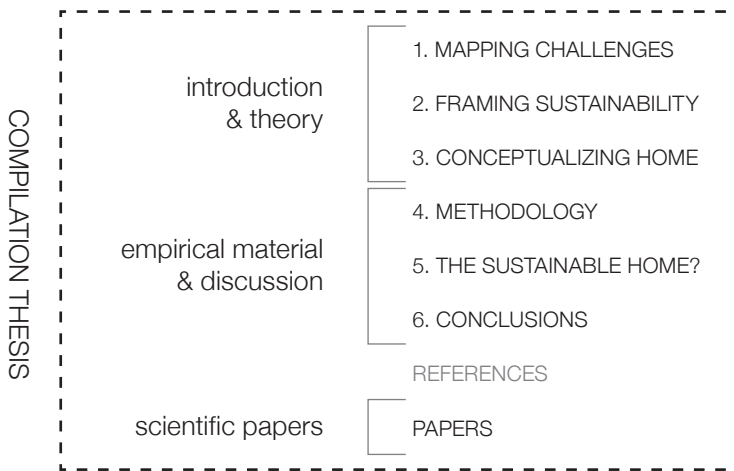 COMPILATION THESIS
introduction
& theory
1. MAPPING CHALLENGES
2. FRAMING SUSTAINABILITY
3. CONCEPTUALIZING HOME
empirical material
& discussion
4. METHODOLOGY
5. THE SUSTAINABLE HOME?
6. CONCLUSIONS
REFERENCES
scientific papers
PAPERS